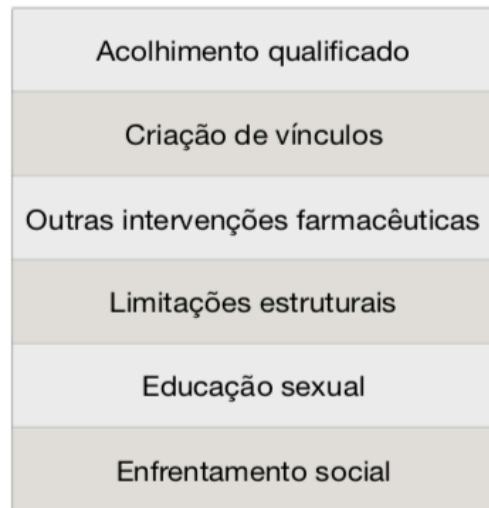 Acolhimento qualificado
Criação de vínculos
Outras intervenções farmacêuticas
Limitações estruturais
Educação sexual
Enfrentamento social